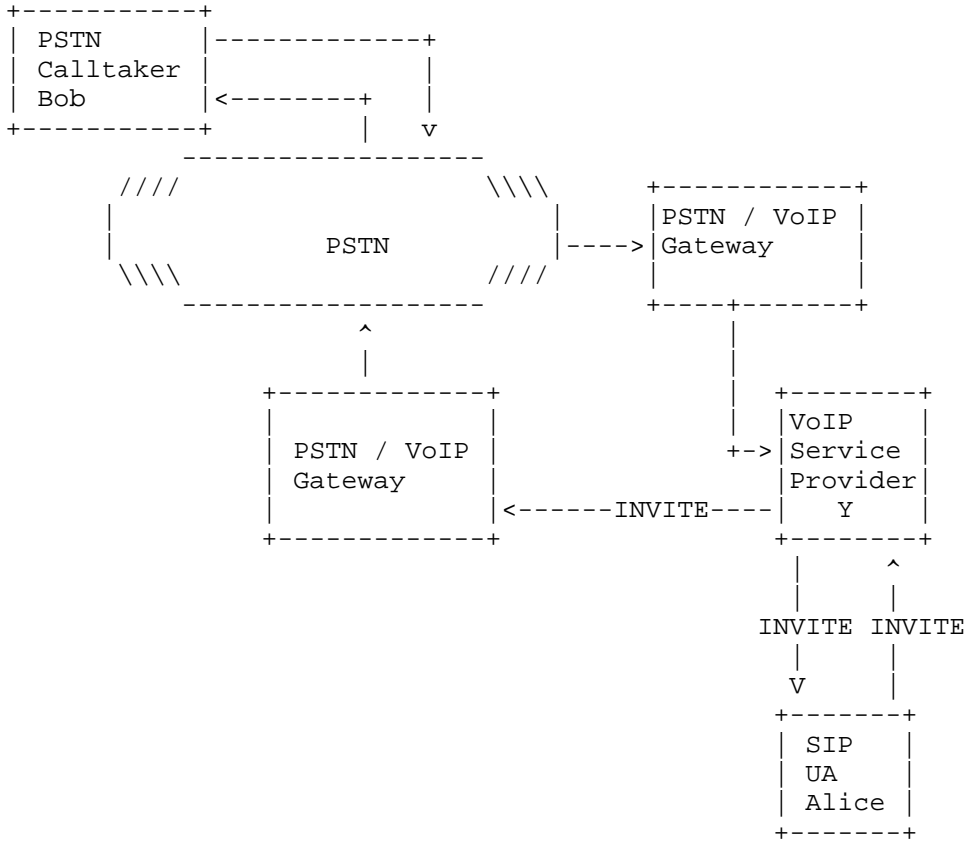 PSTN
Calltaker
Bob
v
PSTN / VoIP
PSTN
Gateway
^
VoIP
PSTN / VoIP
Service
Gateway
Provider
INVITE
Y
^
INVITE INVITE
V
SIP
UA
Alice